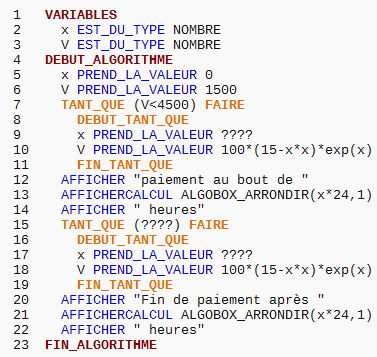 1 VARIABLES
2 x EST_DU_TYPE NOMBRE
3 V EST_DU_TYPE NOMBRE
4 DEBUT_ALGORITHME
5 x PREND_LA_VALEUR 0
6 V PREND_LA_VALEUR 1500
7 TANT_QUE (V<4500) FAIRE
8 DEBUT_TANT_QUE
9 x PREND_LA_VALEUR ????
10 V PREND_LA_VALEUR 100*(15-x*x)*exp(x)
11 FIN_TANT_QUE
12 AFFICHER "paiement au bout de "
13 AFFICHERCALCUL ALGOBOX_ARRONDIR(x*24,1)
14 AFFICHER " heures"
15 TANT_QUE (????) FAIRE
16 DEBUT_TANT_QUE
17 x PREND_LA_VALEUR ????
18 V PREND_LA_VALEUR 100*(15-x*x)*exp(x)
19 FIN_TANT_QUE
20 AFFICHER "Fin de paiement après "
21 AFFICHERCALCUL ALGOBOX_ARRONDIR(x*24,1)
22 AFFICHER " heures"
23 FIN_ALGORITHME